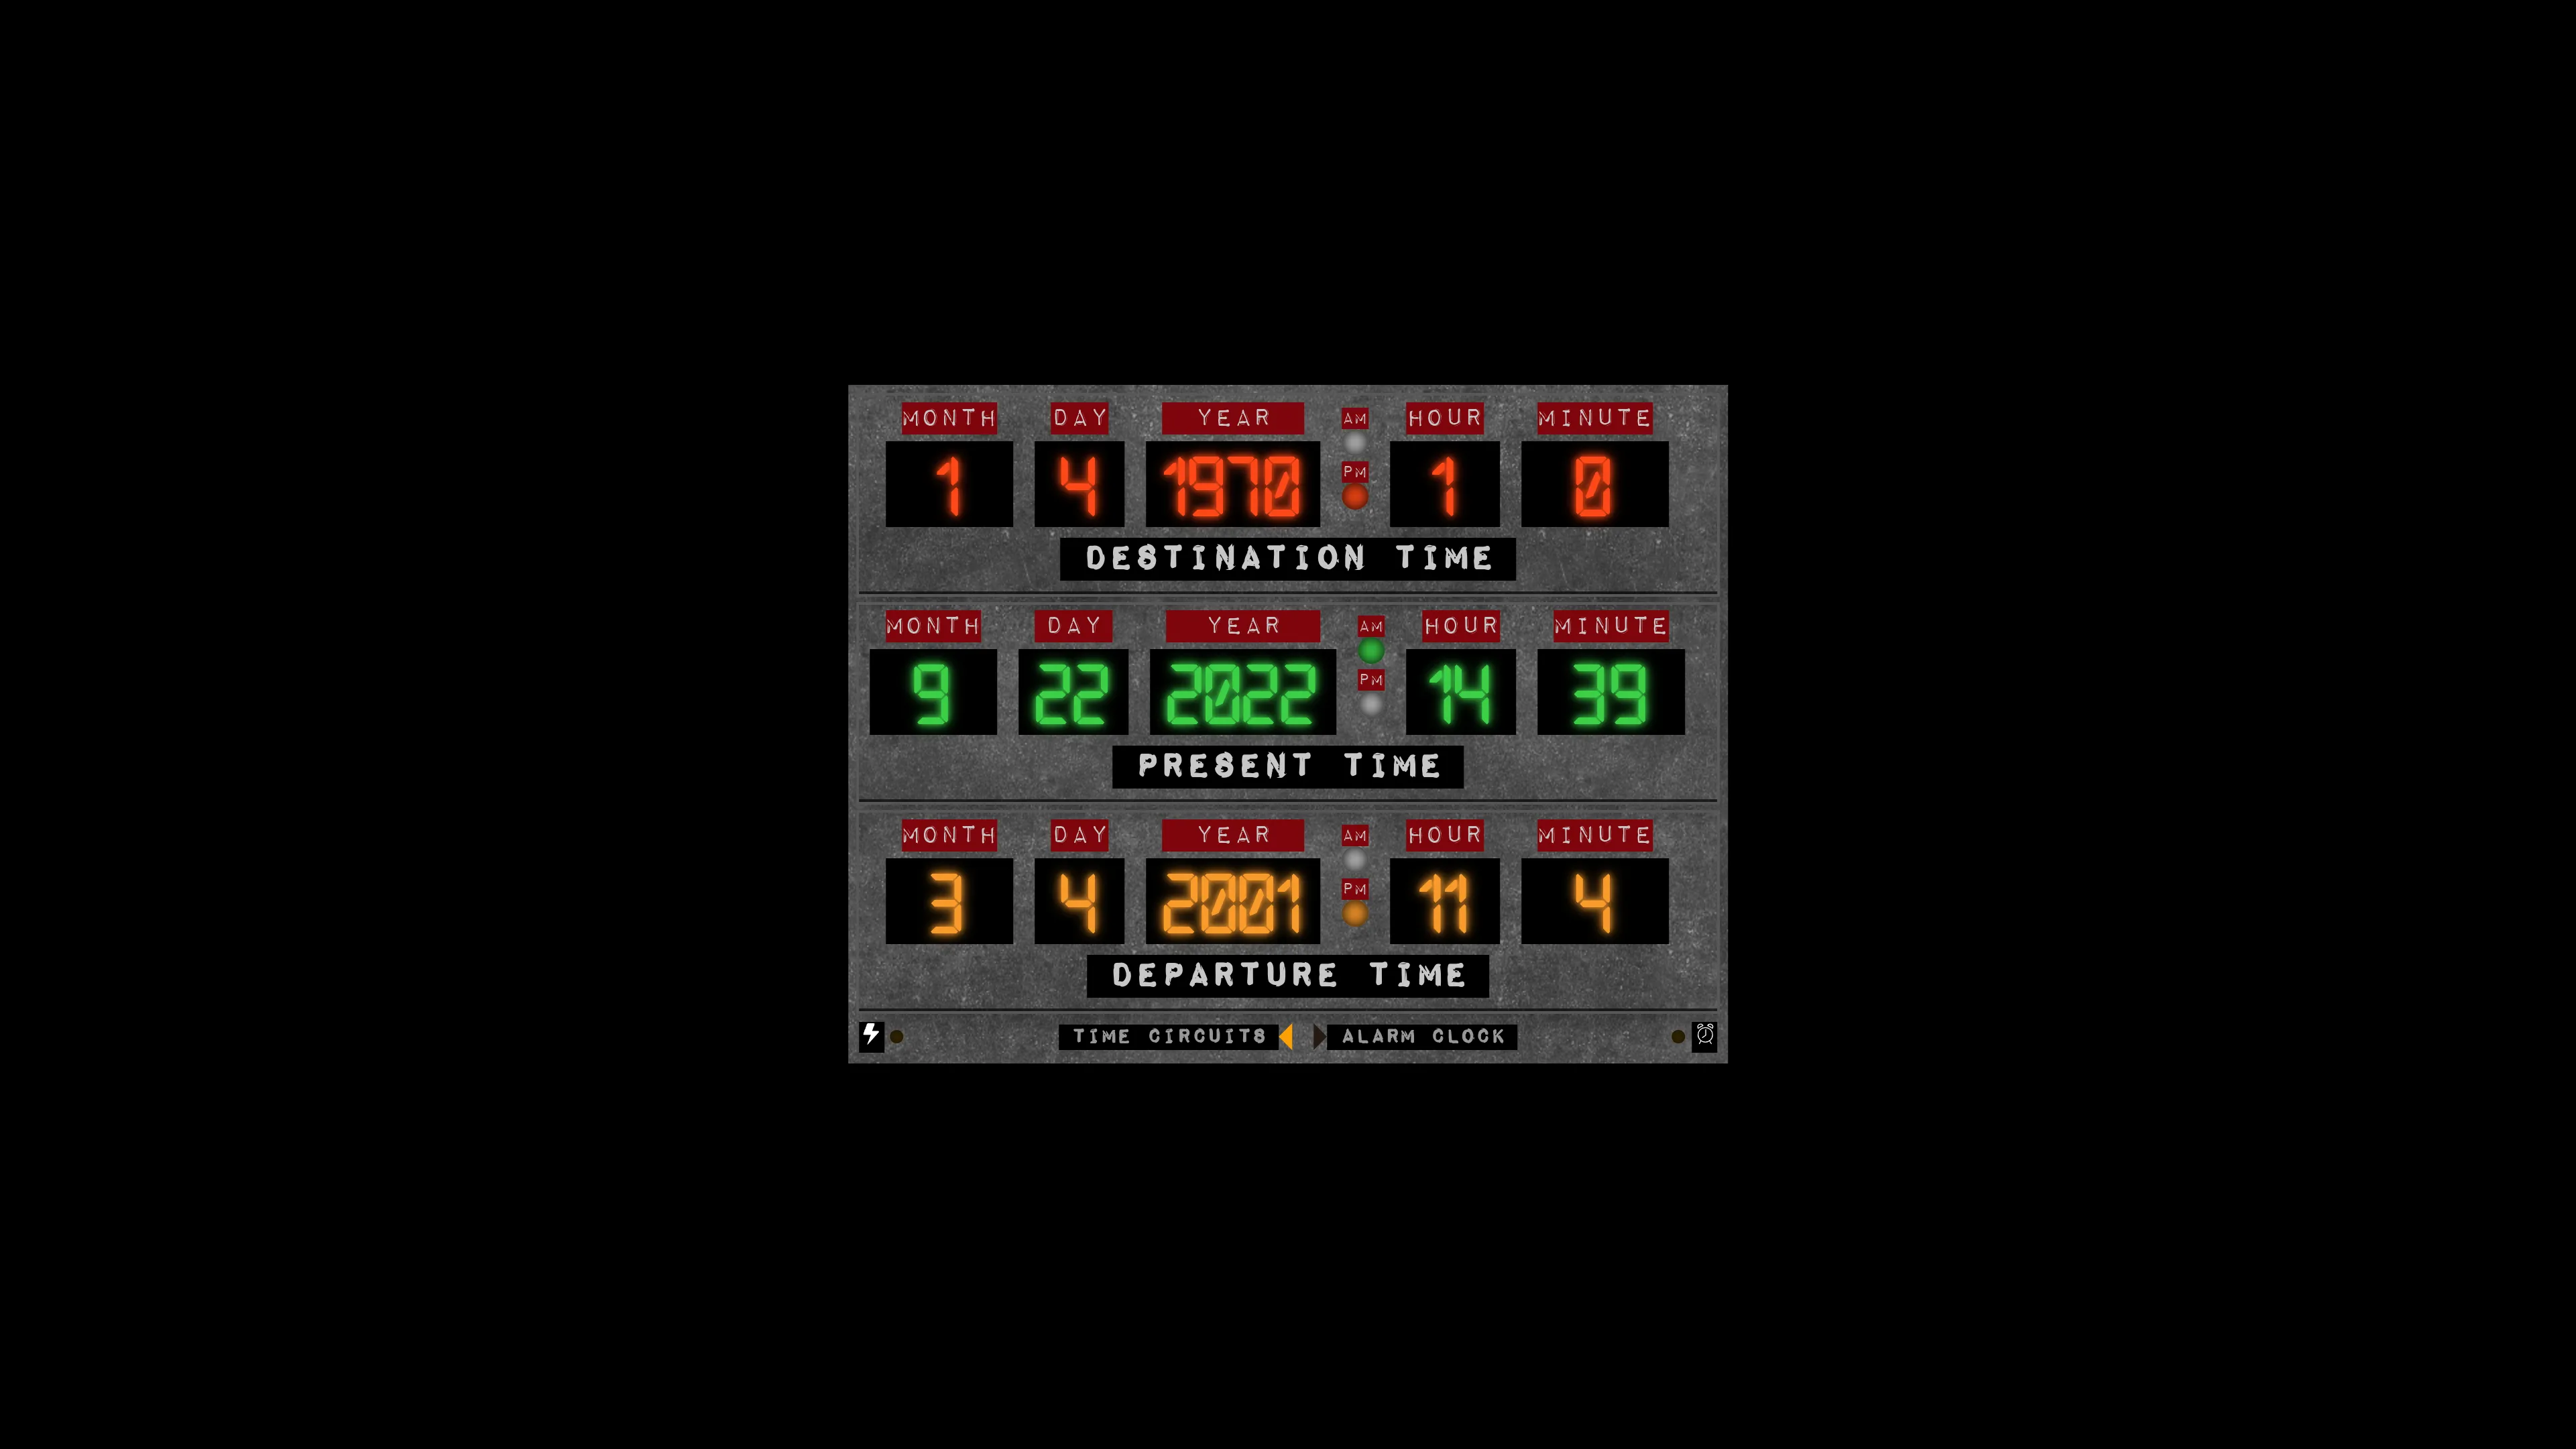 MONTH DAY YEAR AM HOUR MINUTE
1 4 1970 PM 1 0
DESTINATION TIME
MONTH DAY YEAR AM HOUR MINUTE
9 22 2022 PM 14 39
PRESENT TIME
MONTH DAY YEAR AM HOUR MINUTE
3 4 2001 PM 11 4
DEPARTURE TIME
TIME CIRCUITS ALARM CLOCK